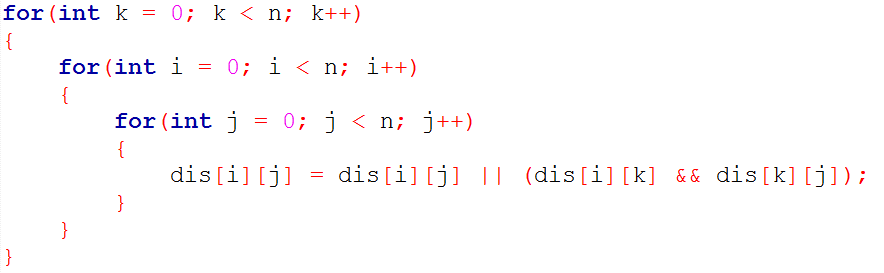 for(int k = 0; k < n; k++)
{
    for(int i = 0; i < n; i++)
    {
        for(int j = 0; j < n; j++)
        {
            dis[i][j] = dis[i][j] || (dis[i][k] && dis[k][j]);
        }
    }
}